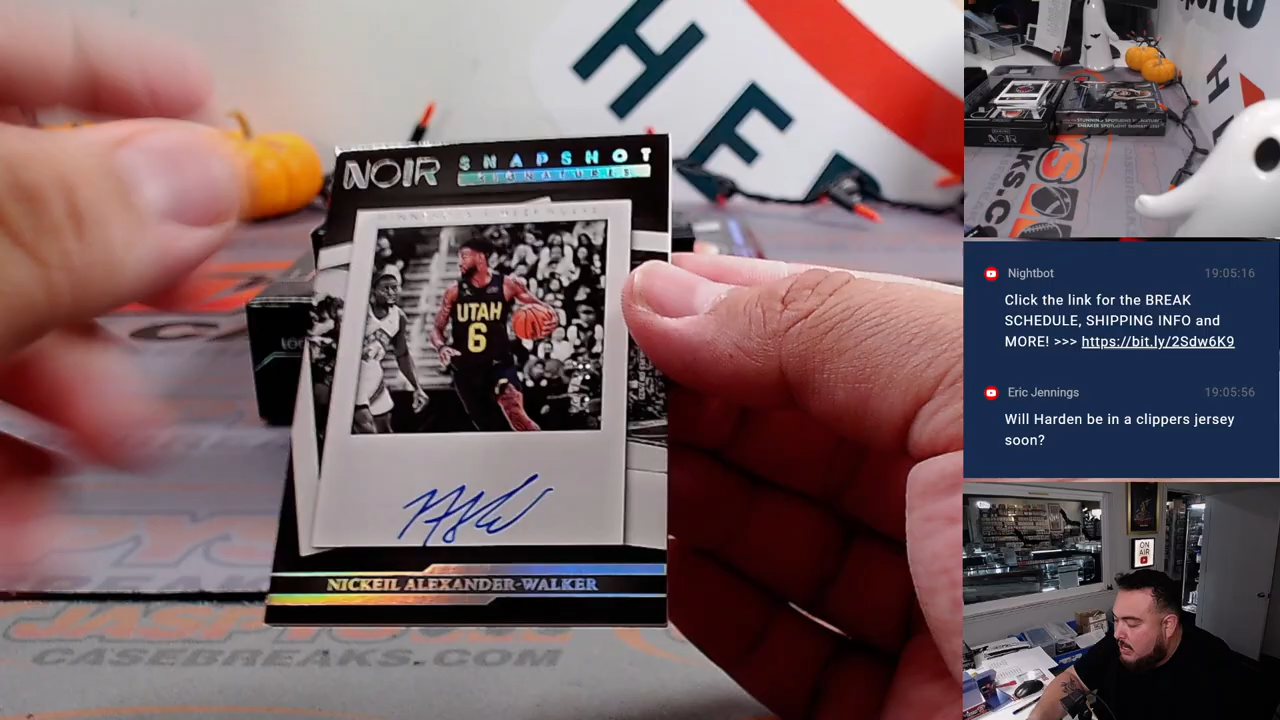 HE
NOIR SNAPSHOT
SIGNATURES
UTAH
6
NICKEIL ALEXANDER-WALKER
CASEBREAKS.COM
Nightbot 19:05:16
Click the link for the BREAK
SCHEDULE, SHIPPING INFO and
MORE! >>> https://bit.ly/2Sdw6K9
Eric Jennings 19:05:56
Will Harden be in a clippers jersey
soon?
NOIR
H
ON
AIR